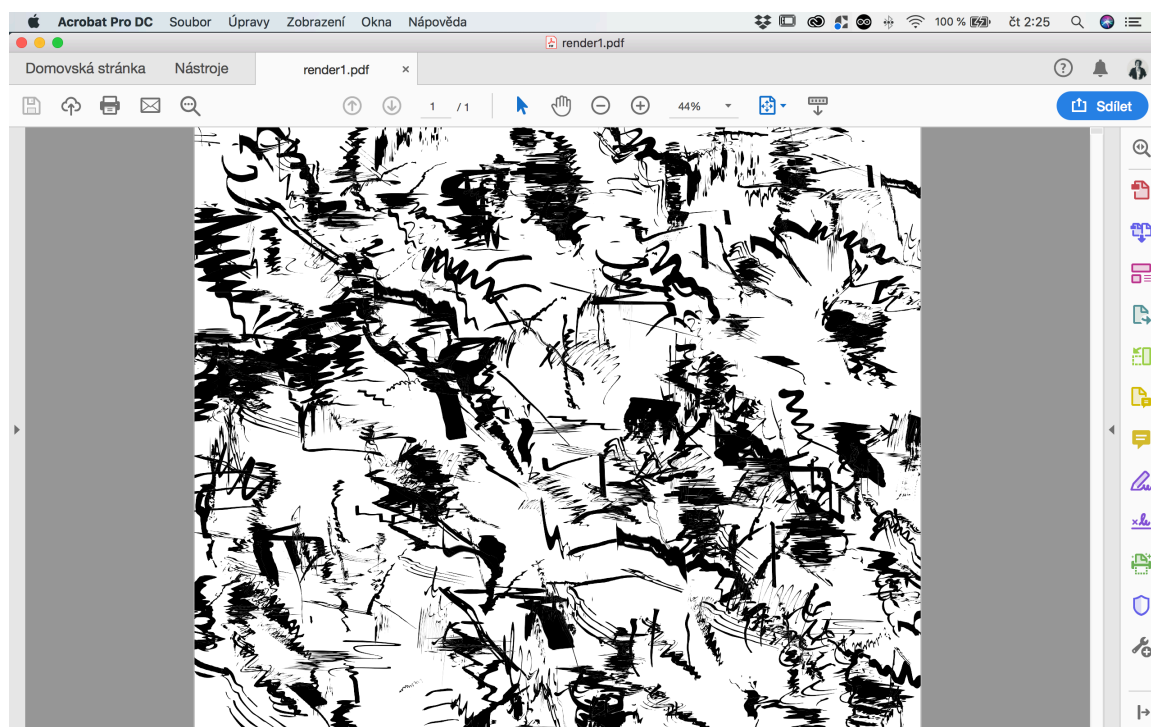 Acrobat Pro DC Soubor Úpravy Zobrazení Okna Nápověda 100 % čt 2:25
render1.pdf
Domovská stránka Nástroje render1.pdf ×
1 / 1 44% Sdílet